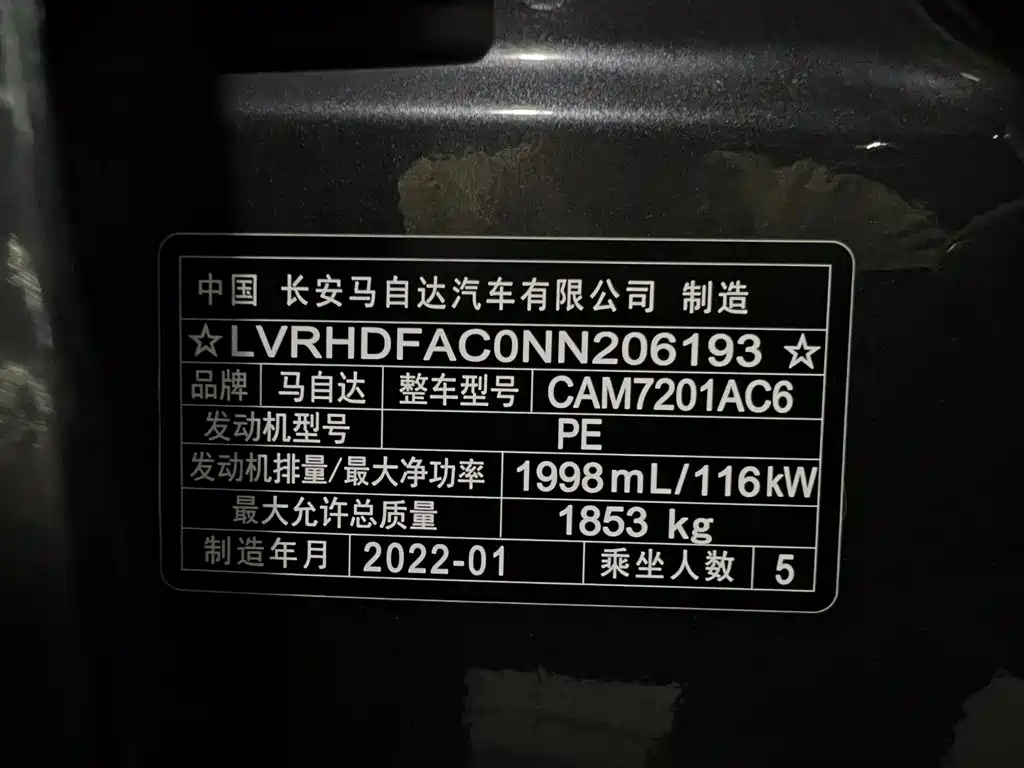 中国 长安马自达汽车有限公司 制造
☆LVRHDFAC0NN206193☆
品牌 马自达 整车型号 CAM7201AC6
发动机型号 PE
发动机排量/最大净功率 1998mL/116kW
最大允许总质量 1853 kg
制造年月 2022-01 乘坐人数 5